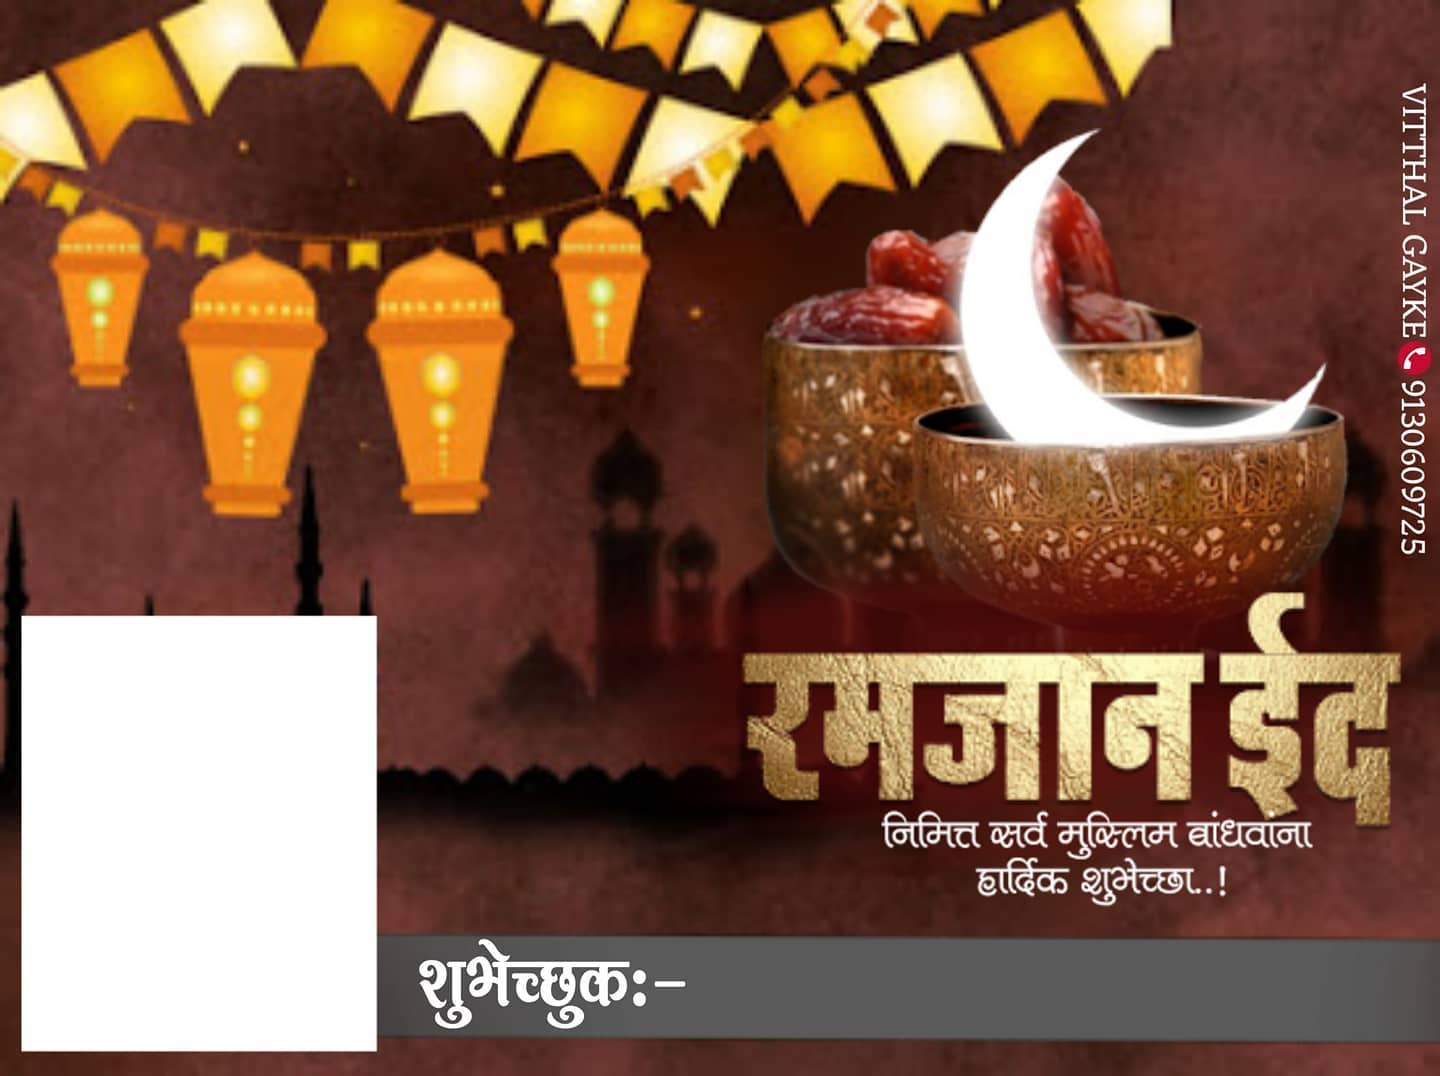 VITTHAL GAYKE 9130609725
रमजान ईद
निमित्त सर्व मुस्लिम बांधवांना
हार्दिक शुभेच्छा..!
शुभेच्छुक:-